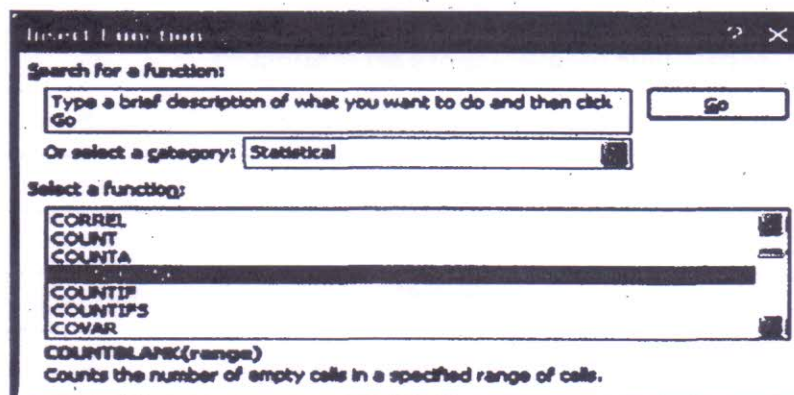 Insert Function ? ×
Search for a function:
Type a brief description of what you want to do and then click
Go
Go
Or select a category: Statistical
Select a function:
CORREL
COUNT
COUNTA
COUNTIF
COUNTIFS
COVAR
COUNTBLANK(range)
Counts the number of empty cells in a specified range of cells.